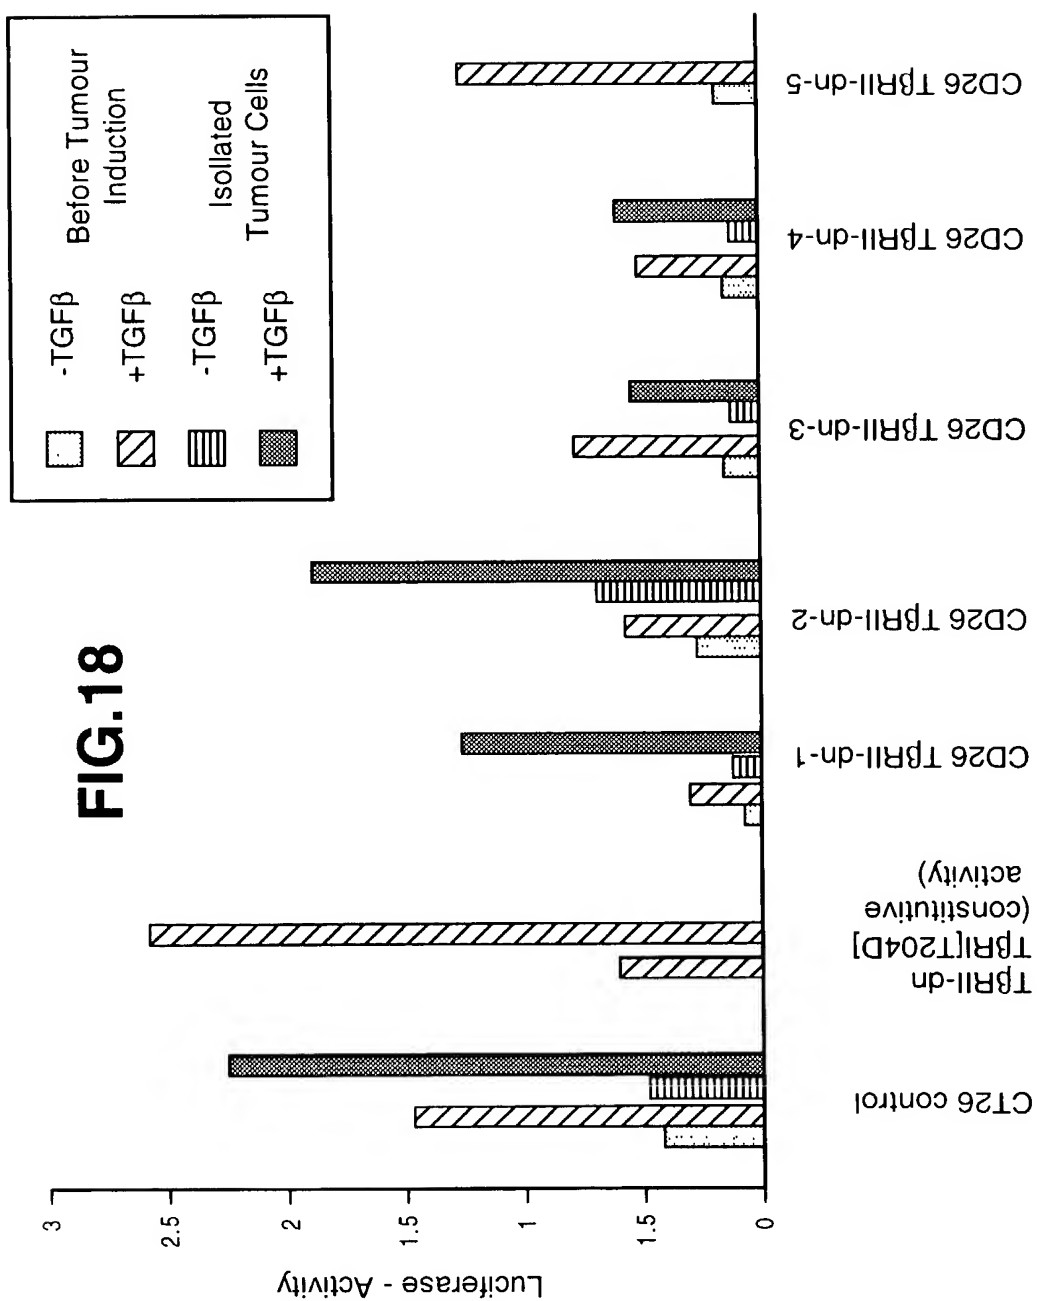 FIG.18
-TGFβ
+TGFβ
-TGFβ
+TGFβ
Before Tumour
Induction
Isollated
Tumour Cells
Luciferase - Activity
3
2.5
2
1.5
1
1.5
0
CT26 control
TβRII-dn
TβRI[T204D]
(constitutive
activity)
CD26 TβRII-dn-1
CD26 TβRII-dn-2
CD26 TβRII-dn-3
CD26 TβRII-dn-4
CD26 TβRII-dn-5